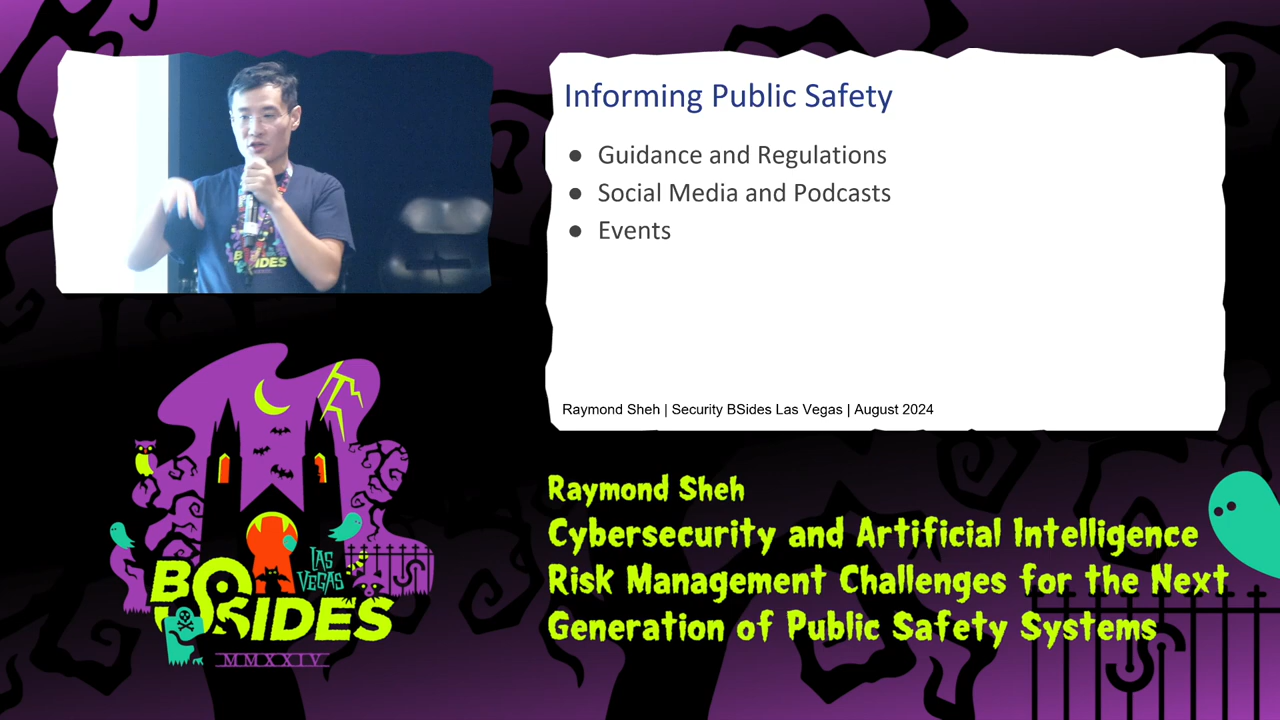 Informing Public Safety
● Guidance and Regulations
● Social Media and Podcasts
● Events
Raymond Sheh | Security BSides Las Vegas | August 2024
BSIDES
LAS
VEGAS
BSIDES
MMXXIV
Raymond Sheh
Cybersecurity and Artificial Intelligence
Risk Management Challenges for the Next
Generation of Public Safety Systems